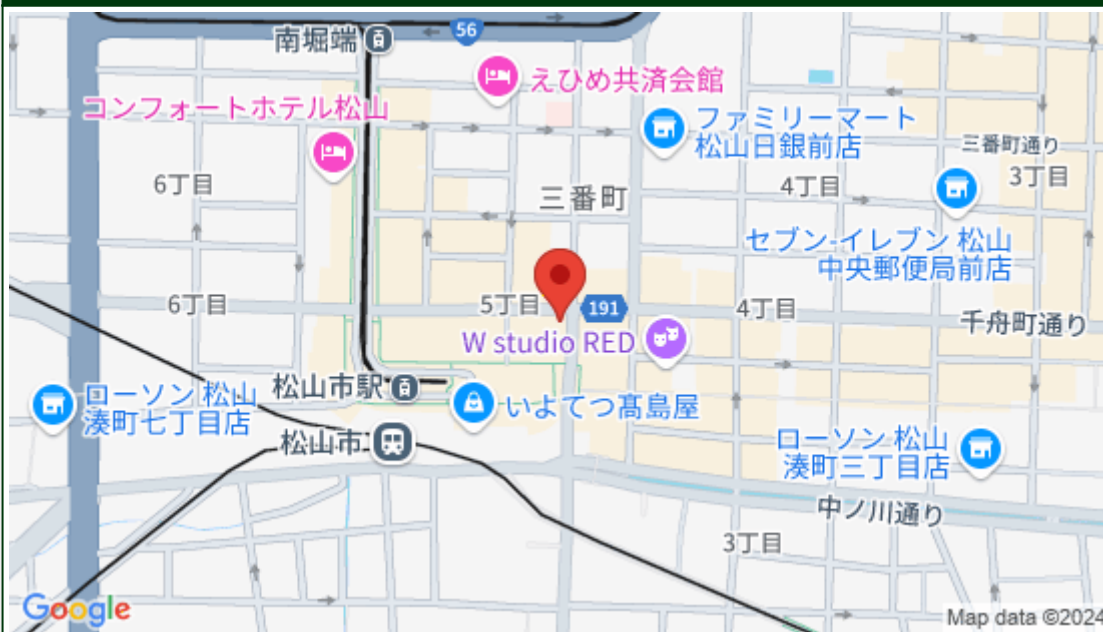 南堀端
56
えひめ共済会館
コンフォートホテル松山
ファミリーマート
松山日銀前店
三番町通り
6丁目
4丁目
3丁目
三番町
セブン-イレブン 松山
中央郵便局前店
6丁目
5丁目
191
4丁目
千舟町通り
W studio RED
松山市駅
いよてつ髙島屋
ローソン 松山
湊町七丁目店
松山市
ローソン 松山
湊町三丁目店
中ノ川通り
3丁目
Google
Map data ©2024